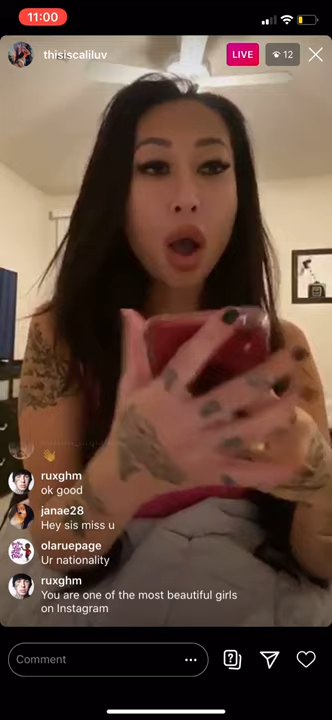 11:00
thisiscaliluv
LIVE
12
ruxghm
ok good
janae28
Hey sis miss u
olaruepage
Ur nationality
ruxghm
You are one of the most beautiful girls
on Instagram
Comment